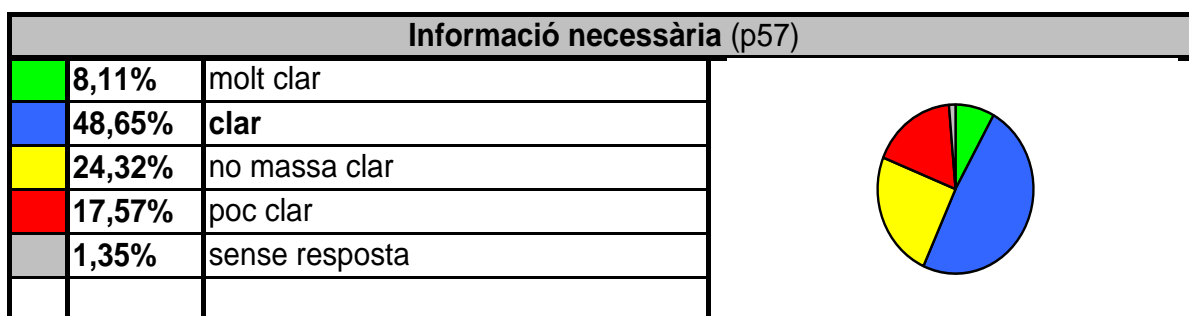 Informació necessària (p57)
8,11% molt clar
48,65% clar
24,32% no massa clar
17,57% poc clar
1,35% sense resposta